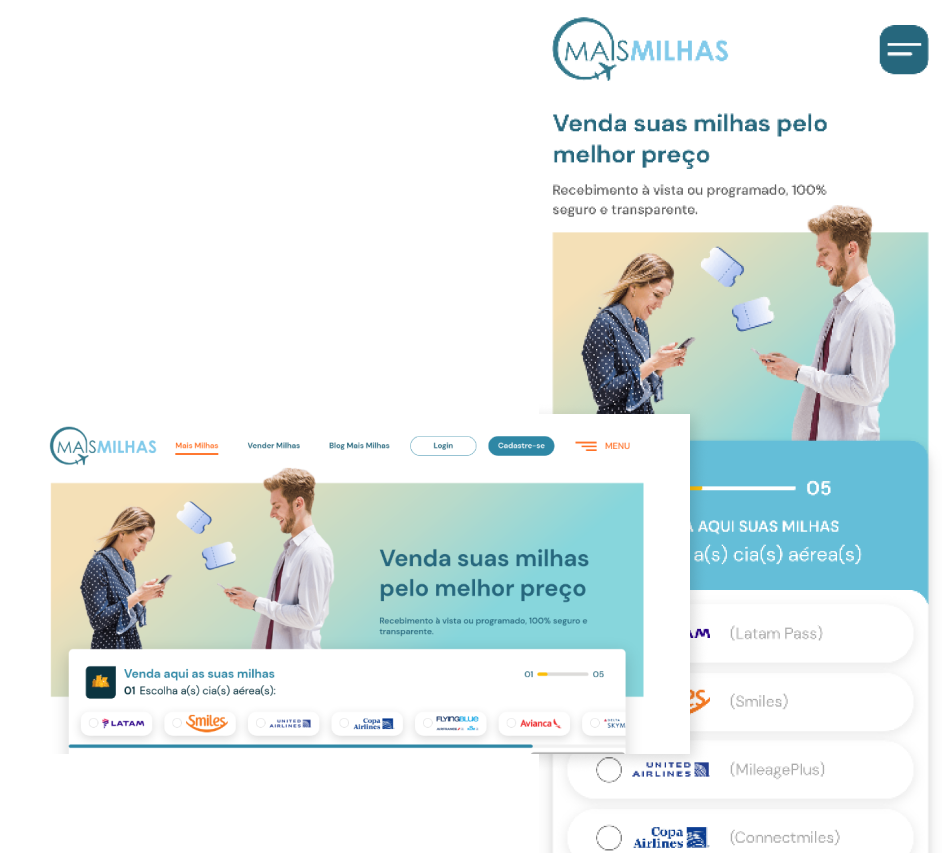 MAISMILHAS
Venda suas milhas pelo
melhor preço
Recebimento à vista ou programado, 100%
seguro e transparente.
05
AQUI SUAS MILHAS
a(s) cia(s) aérea(s)
(Latam Pass)
(Smiles)
UNITED
AIRLINES
(MileagePlus)
Copa
Airlines
(Connectmiles)
MAISMILHAS
Mais Milhas
Vender Milhas
Blog Mais Milhas
Login
Cadastre-se
MENU
Venda suas milhas
pelo melhor preço
Recebimento à vista ou programado, 100% seguro e
transparente.
Venda aqui as suas milhas
01 Escolha a(s) cia(s) aérea(s):
01
05
LATAM
Smiles
UNITED
AIRLINES
Copa
Airlines
FLYINGBLUE
Avianca
DELTA
SKYM